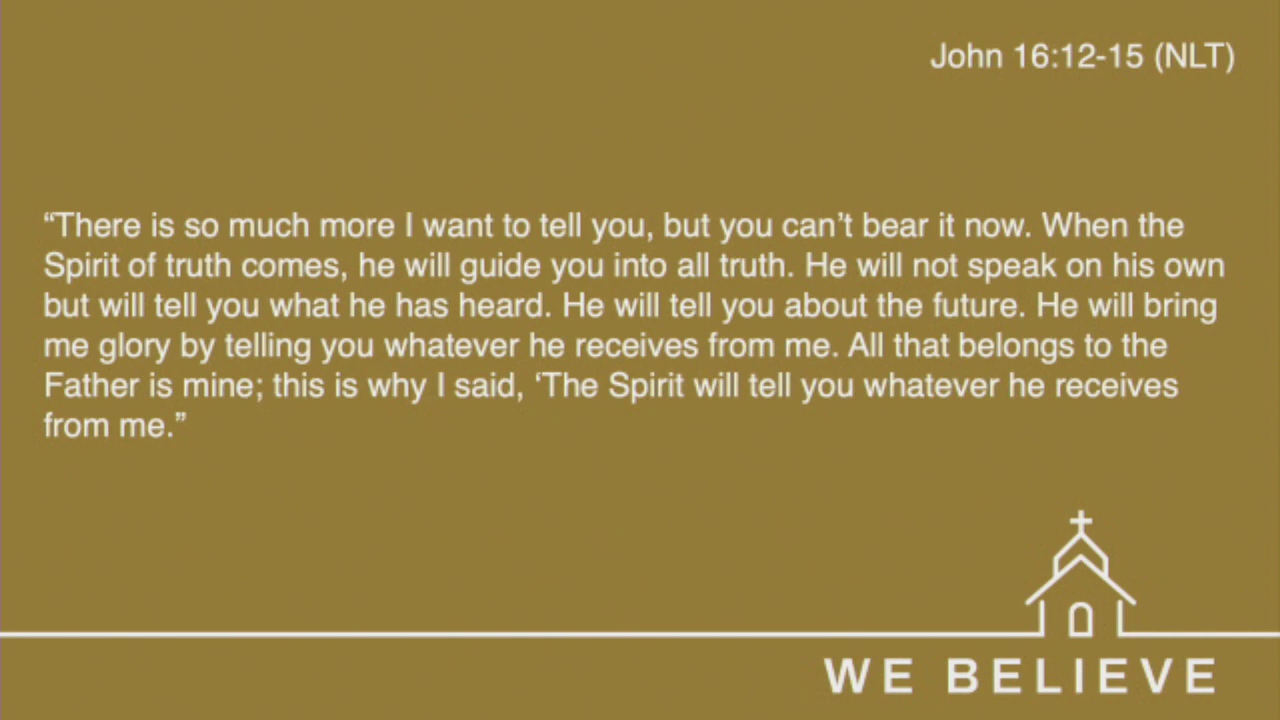 John 16:12-15 (NLT)
“There is so much more I want to tell you, but you can’t bear it now. When the
Spirit of truth comes, he will guide you into all truth. He will not speak on his own
but will tell you what he has heard. He will tell you about the future. He will bring
me glory by telling you whatever he receives from me. All that belongs to the
Father is mine; this is why I said, ‘The Spirit will tell you whatever he receives
from me.”
WE BELIEVE